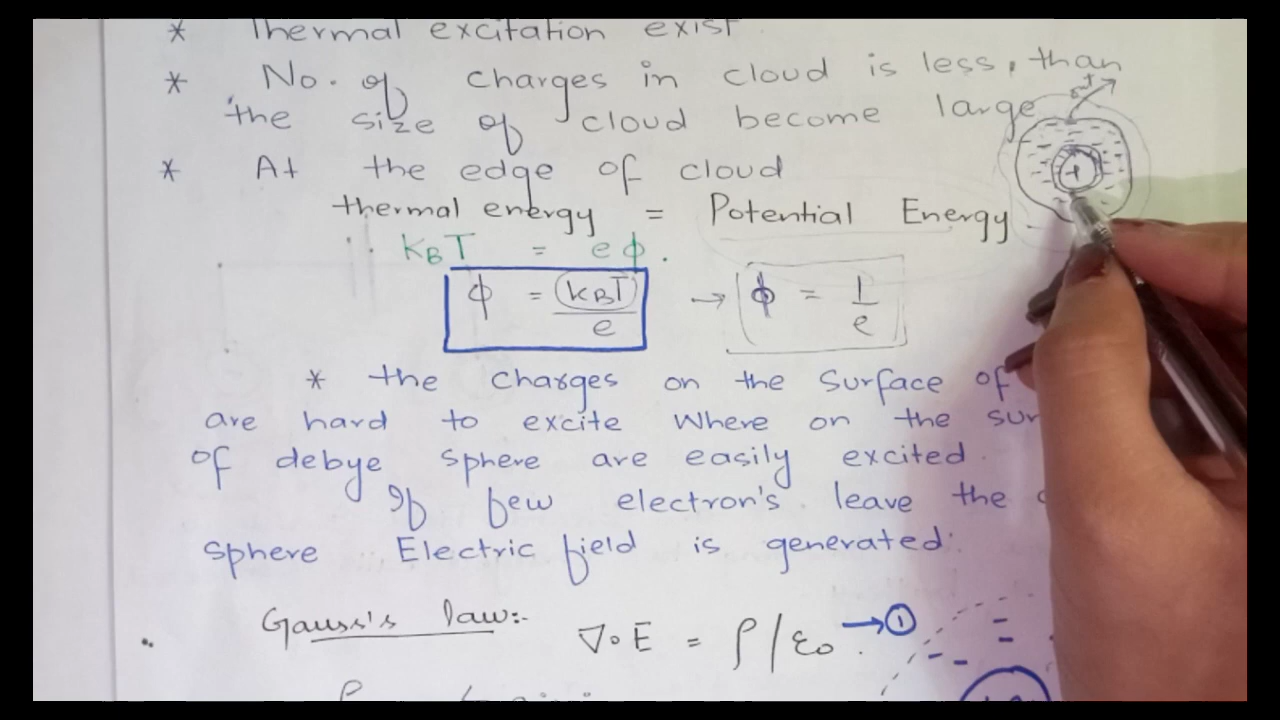 * Thermal excitation exist
* No. of charges in cloud is less, than
the size of cloud become large
* At the edge of cloud
thermal energy = Potential Energy
KBT = eϕ.
ϕ = KBT/e → ϕ = 1/e
* the charges on the surface of
are hard to excite where on the sur
of debye sphere are easily excited.
If few electron's leave the
sphere Electric field is generated.
Gauss's law:-
∇∘E = ρ/ε₀. → ①